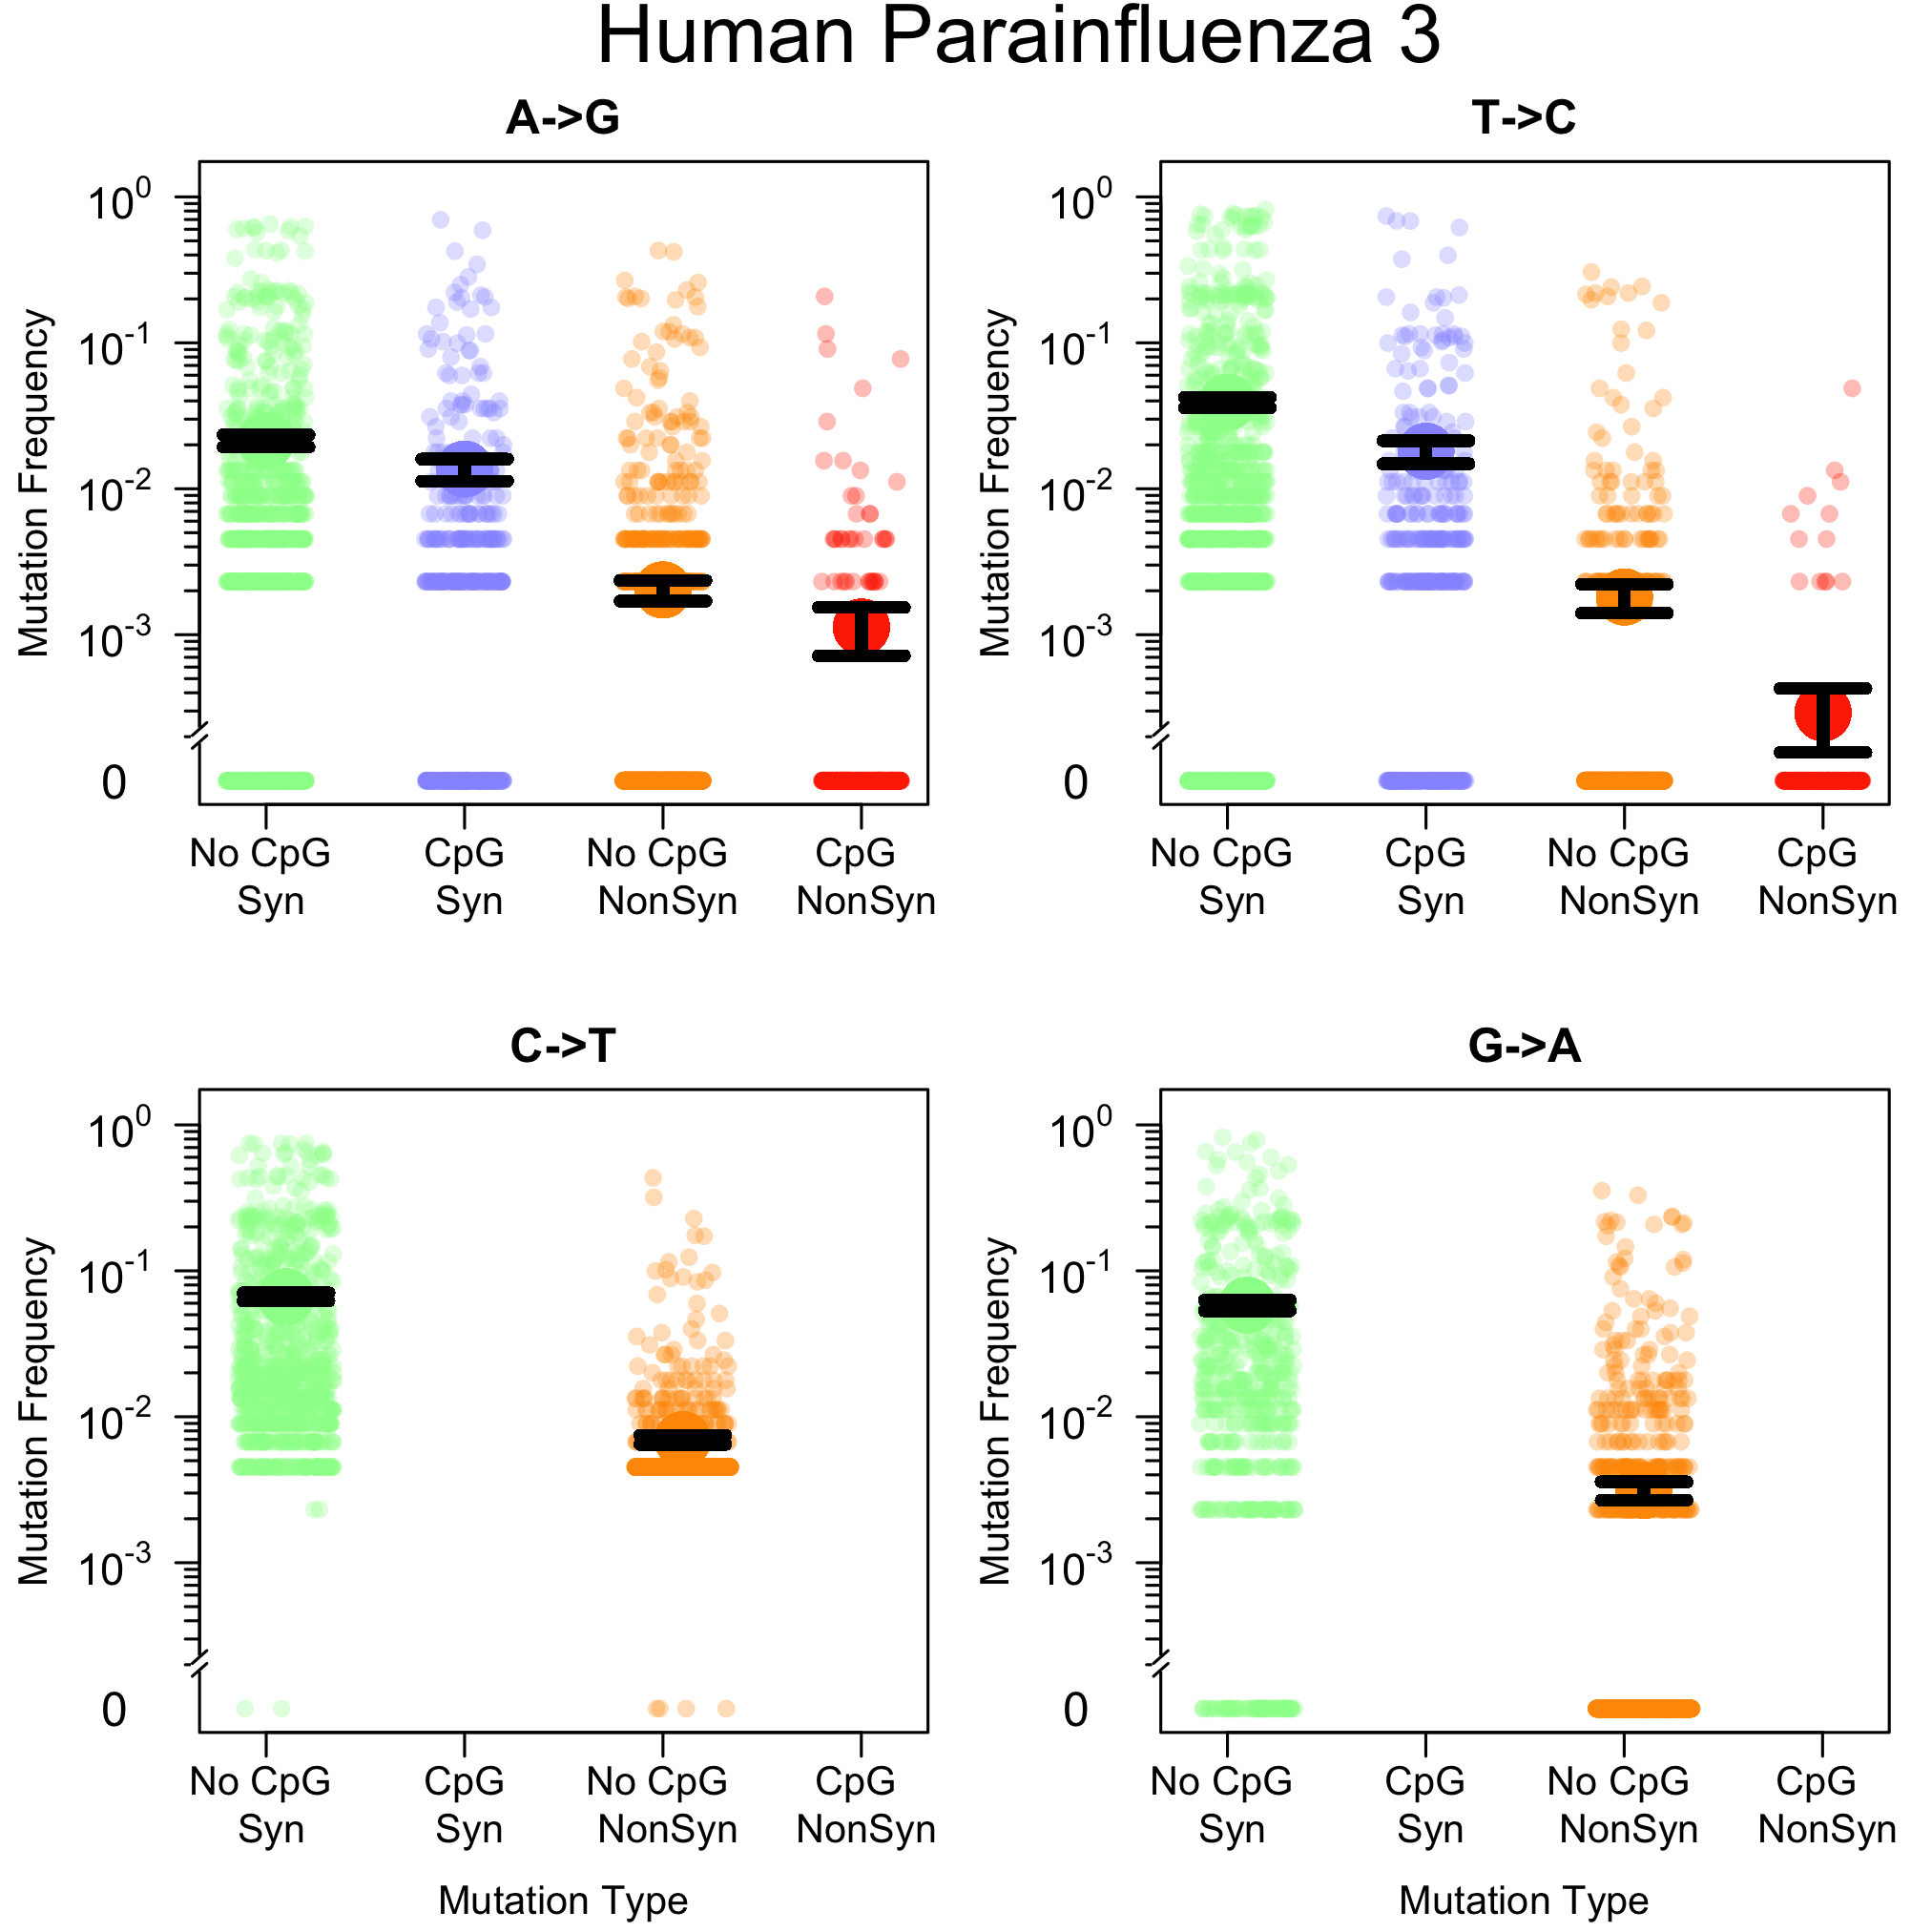 Human Parainfluenza 3
A->G
Mutation Frequency
10^0
10^-1
10^-2
10^-3
0
No CpG
Syn
CpG
Syn
No CpG
NonSyn
CpG
NonSyn
T->C
Mutation Frequency
10^0
10^-1
10^-2
10^-3
0
No CpG
Syn
CpG
Syn
No CpG
NonSyn
CpG
NonSyn
C->T
Mutation Frequency
10^0
10^-1
10^-2
10^-3
0
No CpG
Syn
CpG
Syn
No CpG
NonSyn
CpG
NonSyn
Mutation Type
G->A
Mutation Frequency
10^0
10^-1
10^-2
10^-3
0
No CpG
Syn
CpG
Syn
No CpG
NonSyn
CpG
NonSyn
Mutation Type